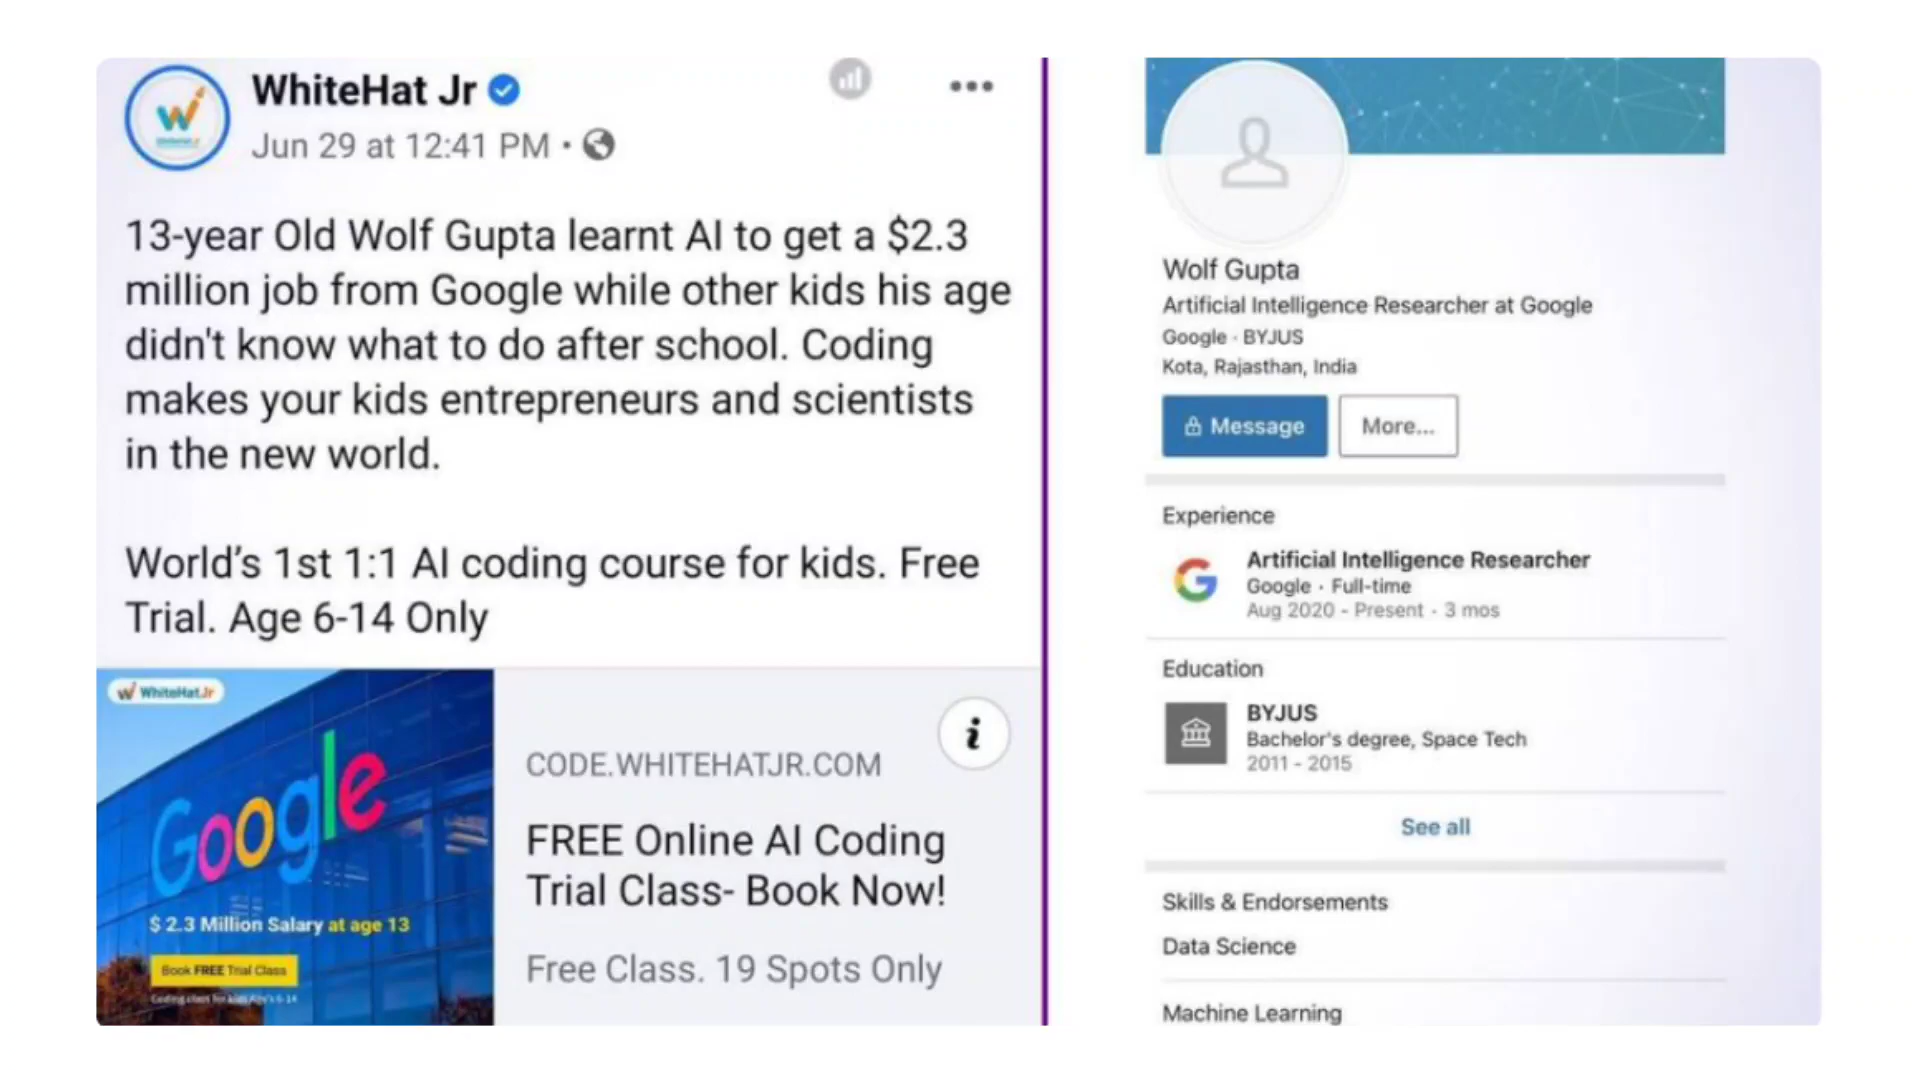 WhiteHat Jr
Jun 29 at 12:41 PM ·
13-year Old Wolf Gupta learnt AI to get a $2.3
million job from Google while other kids his age
didn't know what to do after school. Coding
makes your kids entrepreneurs and scientists
in the new world.
World's 1st 1:1 AI coding course for kids. Free
Trial. Age 6-14 Only
WhiteHat Jr
Google
$ 2.3 Million Salary at age 13
Book FREE Trial Class
Coding class for kids
6-14
CODE.WHITEHATJR.COM
FREE Online AI Coding
Trial Class- Book Now!
Free Class. 19 Spots Only
Wolf Gupta
Artificial Intelligence Researcher at Google
Google · BYJUS
Kota, Rajasthan, India
Message
More...
Experience
Artificial Intelligence Researcher
Google · Full-time
Aug 2020 - Present · 3 mos
Education
BYJUS
Bachelor's degree, Space Tech
2011 - 2015
See all
Skills & Endorsements
Data Science
Machine Learning